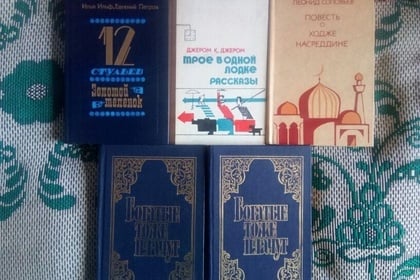 Илья Ильф, Евгений Петров
12
СТУЛЬЕВ
Золотой
телёнок
ДЖЕРОМ К. ДЖЕРОМ
ТРОЕ В ОДНОЙ
ЛОДКЕ
РАССКАЗЫ
ЛЕОНИД СОЛОВЬЕВ
ПОВЕСТЬ
О
ХОДЖЕ
НАСРЕДДИНЕ
БОГАТЫЕ
ТОЖЕ
ПЛАЧУТ
БОГАТЫЕ
ТОЖЕ
ПЛАЧУТ